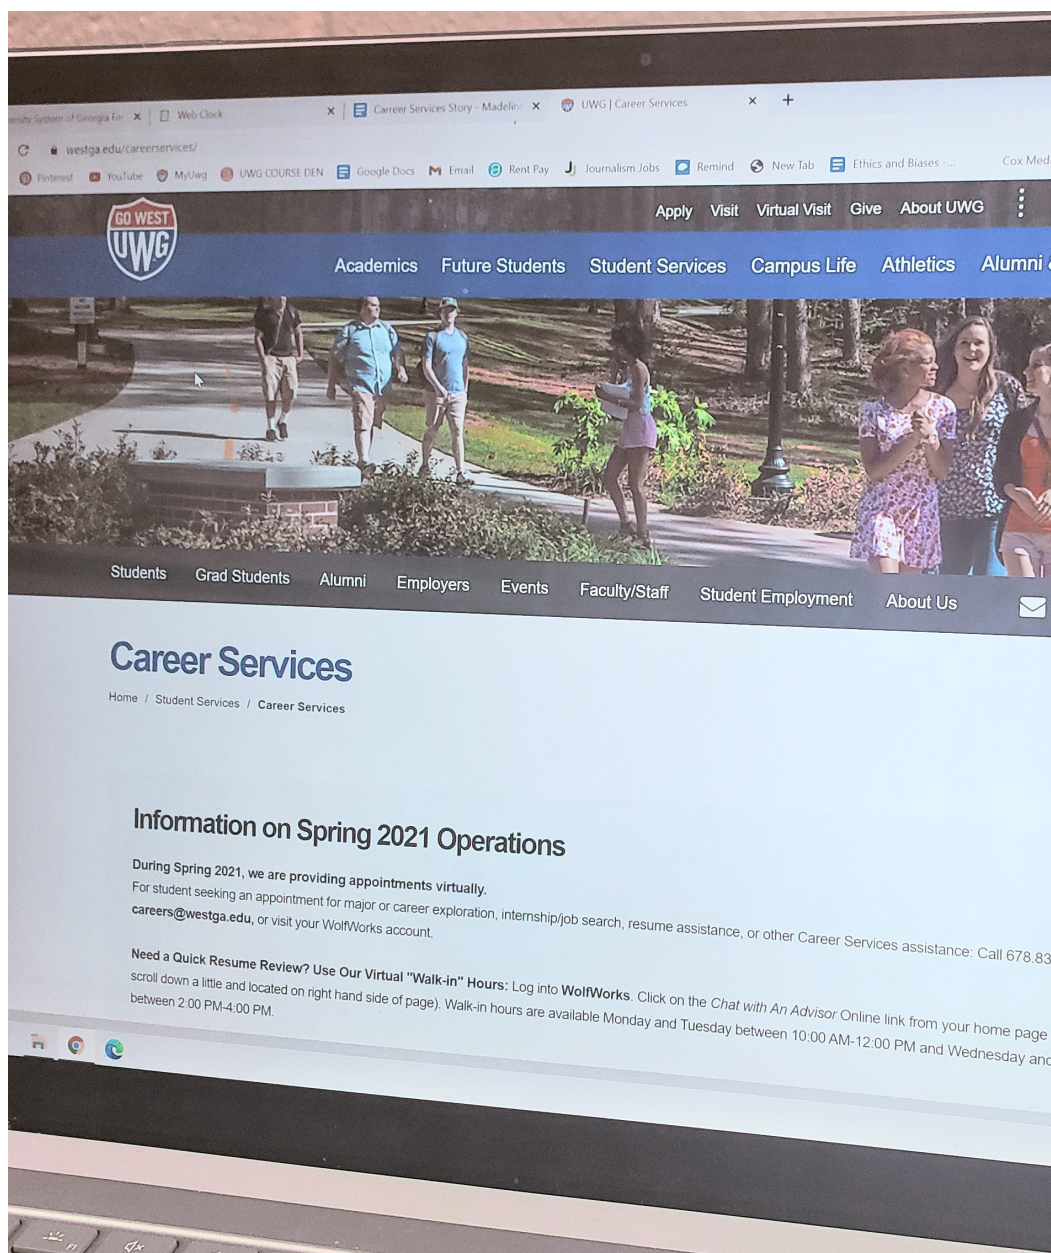 Web Clock
Carreer Services Story - Madelin
UWG | Career Services
westga.edu/careerservices/
Pinterest YouTube MyUwg UWG COURSE DEN Google Docs Email Rent Pay Journalism Jobs Remind New Tab Ethics and Biases -... Cox Med
Apply Visit Virtual Visit Give About UWG
GO WEST
UWG
Academics Future Students Student Services Campus Life Athletics Alumni
Students Grad Students Alumni Employers Events Faculty/Staff Student Employment About Us
Career Services
Home / Student Services / Career Services
Information on Spring 2021 Operations
During Spring 2021, we are providing appointments virtually.
For student seeking an appointment for major or career exploration, internship/job search, resume assistance, or other Career Services assistance: Call 678.83
careers@westga.edu, or visit your WolfWorks account.
Need a Quick Resume Review? Use Our Virtual "Walk-in" Hours: Log into WolfWorks. Click on the Chat with An Advisor Online link from your home page
scroll down a little and located on right hand side of page). Walk-in hours are available Monday and Tuesday between 10:00 AM-12:00 PM and Wednesday and
between 2:00 PM-4:00 PM.
F1